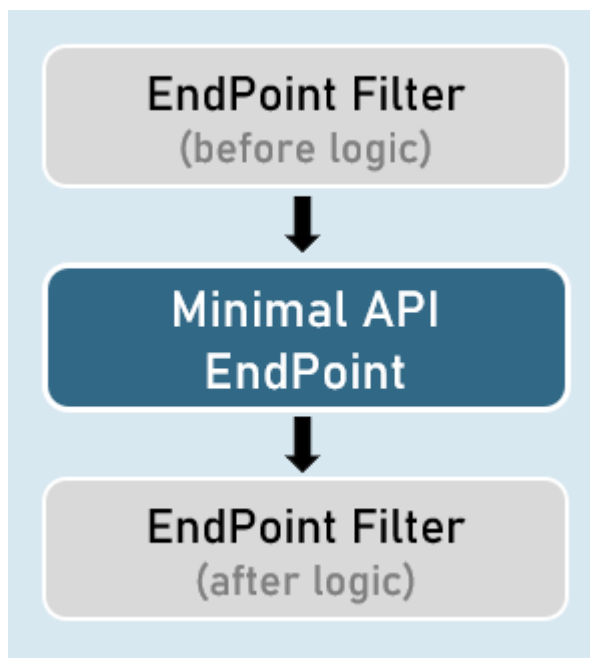 EndPoint Filter
(before logic)
Minimal API
EndPoint
EndPoint Filter
(after logic)